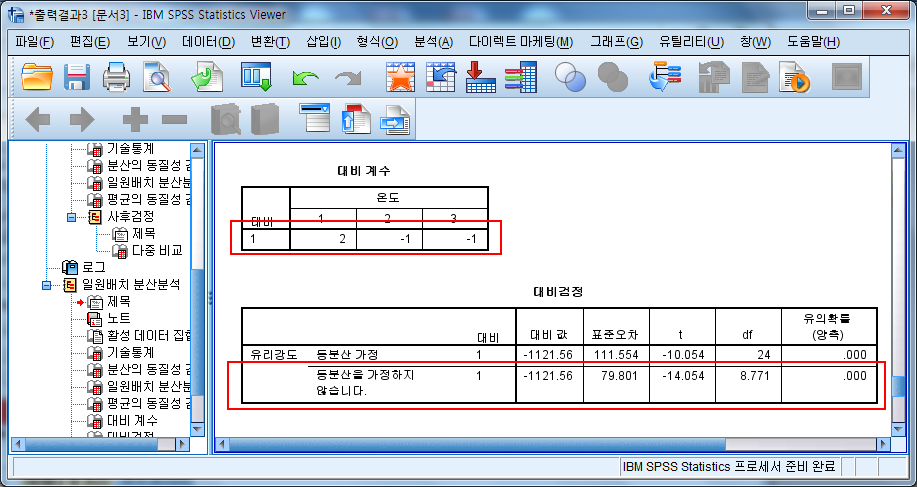 *출력결과3 [문서3] - IBM SPSS Statistics Viewer
파일(F) 편집(E) 보기(V) 데이터(D) 변환(T) 삽입(I) 형식(O) 분석(A) 다이렉트 마케팅(M) 그래프(G) 유틸리티(U) 창(W) 도움말(H)
기술통계
분산의 동질성
일원배치 분산분
평균의 동질성
사후검정
제목
다중 비교
로그
일원배치 분산분석
제목
노트
활성 데이터 집합
기술통계
분산의 동질성
일원배치 분산분
평균의 동질성
대비 계수
대비검정
대비 계수
온도
대비 1 2 3
1 2 -1 -1
대비검정
대비 대비 값 표준오차 t df 유의확률
(양측)
유리강도 등분산 가정 1 -1121.56 111.554 -10.054 24 .000
등분산을 가정하지 1 -1121.56 79.801 -14.054 8.771 .000
않습니다.
IBM SPSS Statistics 프로세서 준비 완료